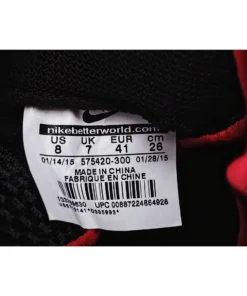 nikebetterworld.com
US UK EUR cm
8 7 41 26
01/14/15 575420-300 01/28/15
MADE IN CHINA
FABRIQUE EN CHINE
UPC 00887224864928